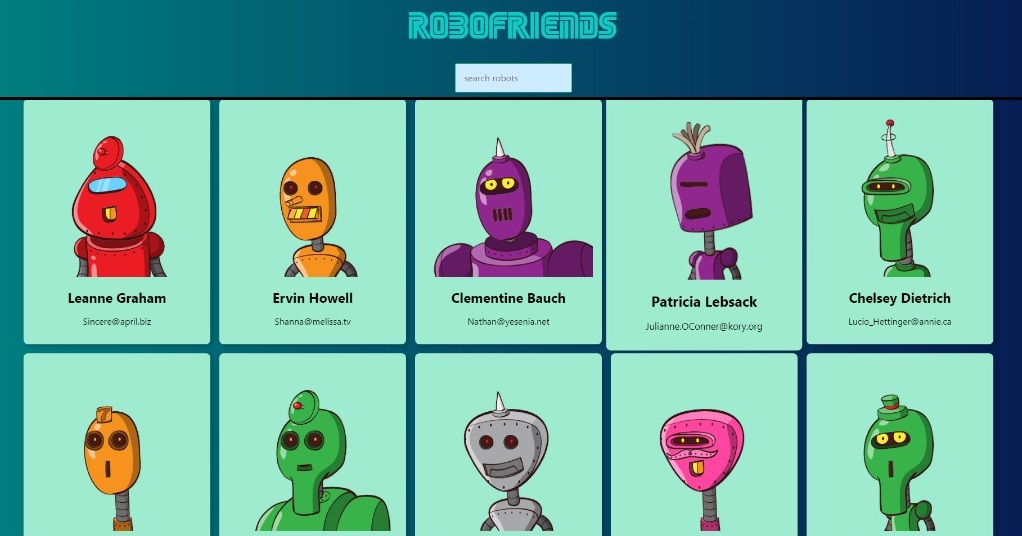 ROBOFRIENDS
search robots
Leanne Graham
Ervin Howell
Clementine Bauch
Patricia Lebsack
Chelsey Dietrich
Sincere@april.biz
Shanna@melissa.tv
Nathan@yesenia.net
Julianne.OConner@kory.org
Lucio_Hettinger@annie.ca
7